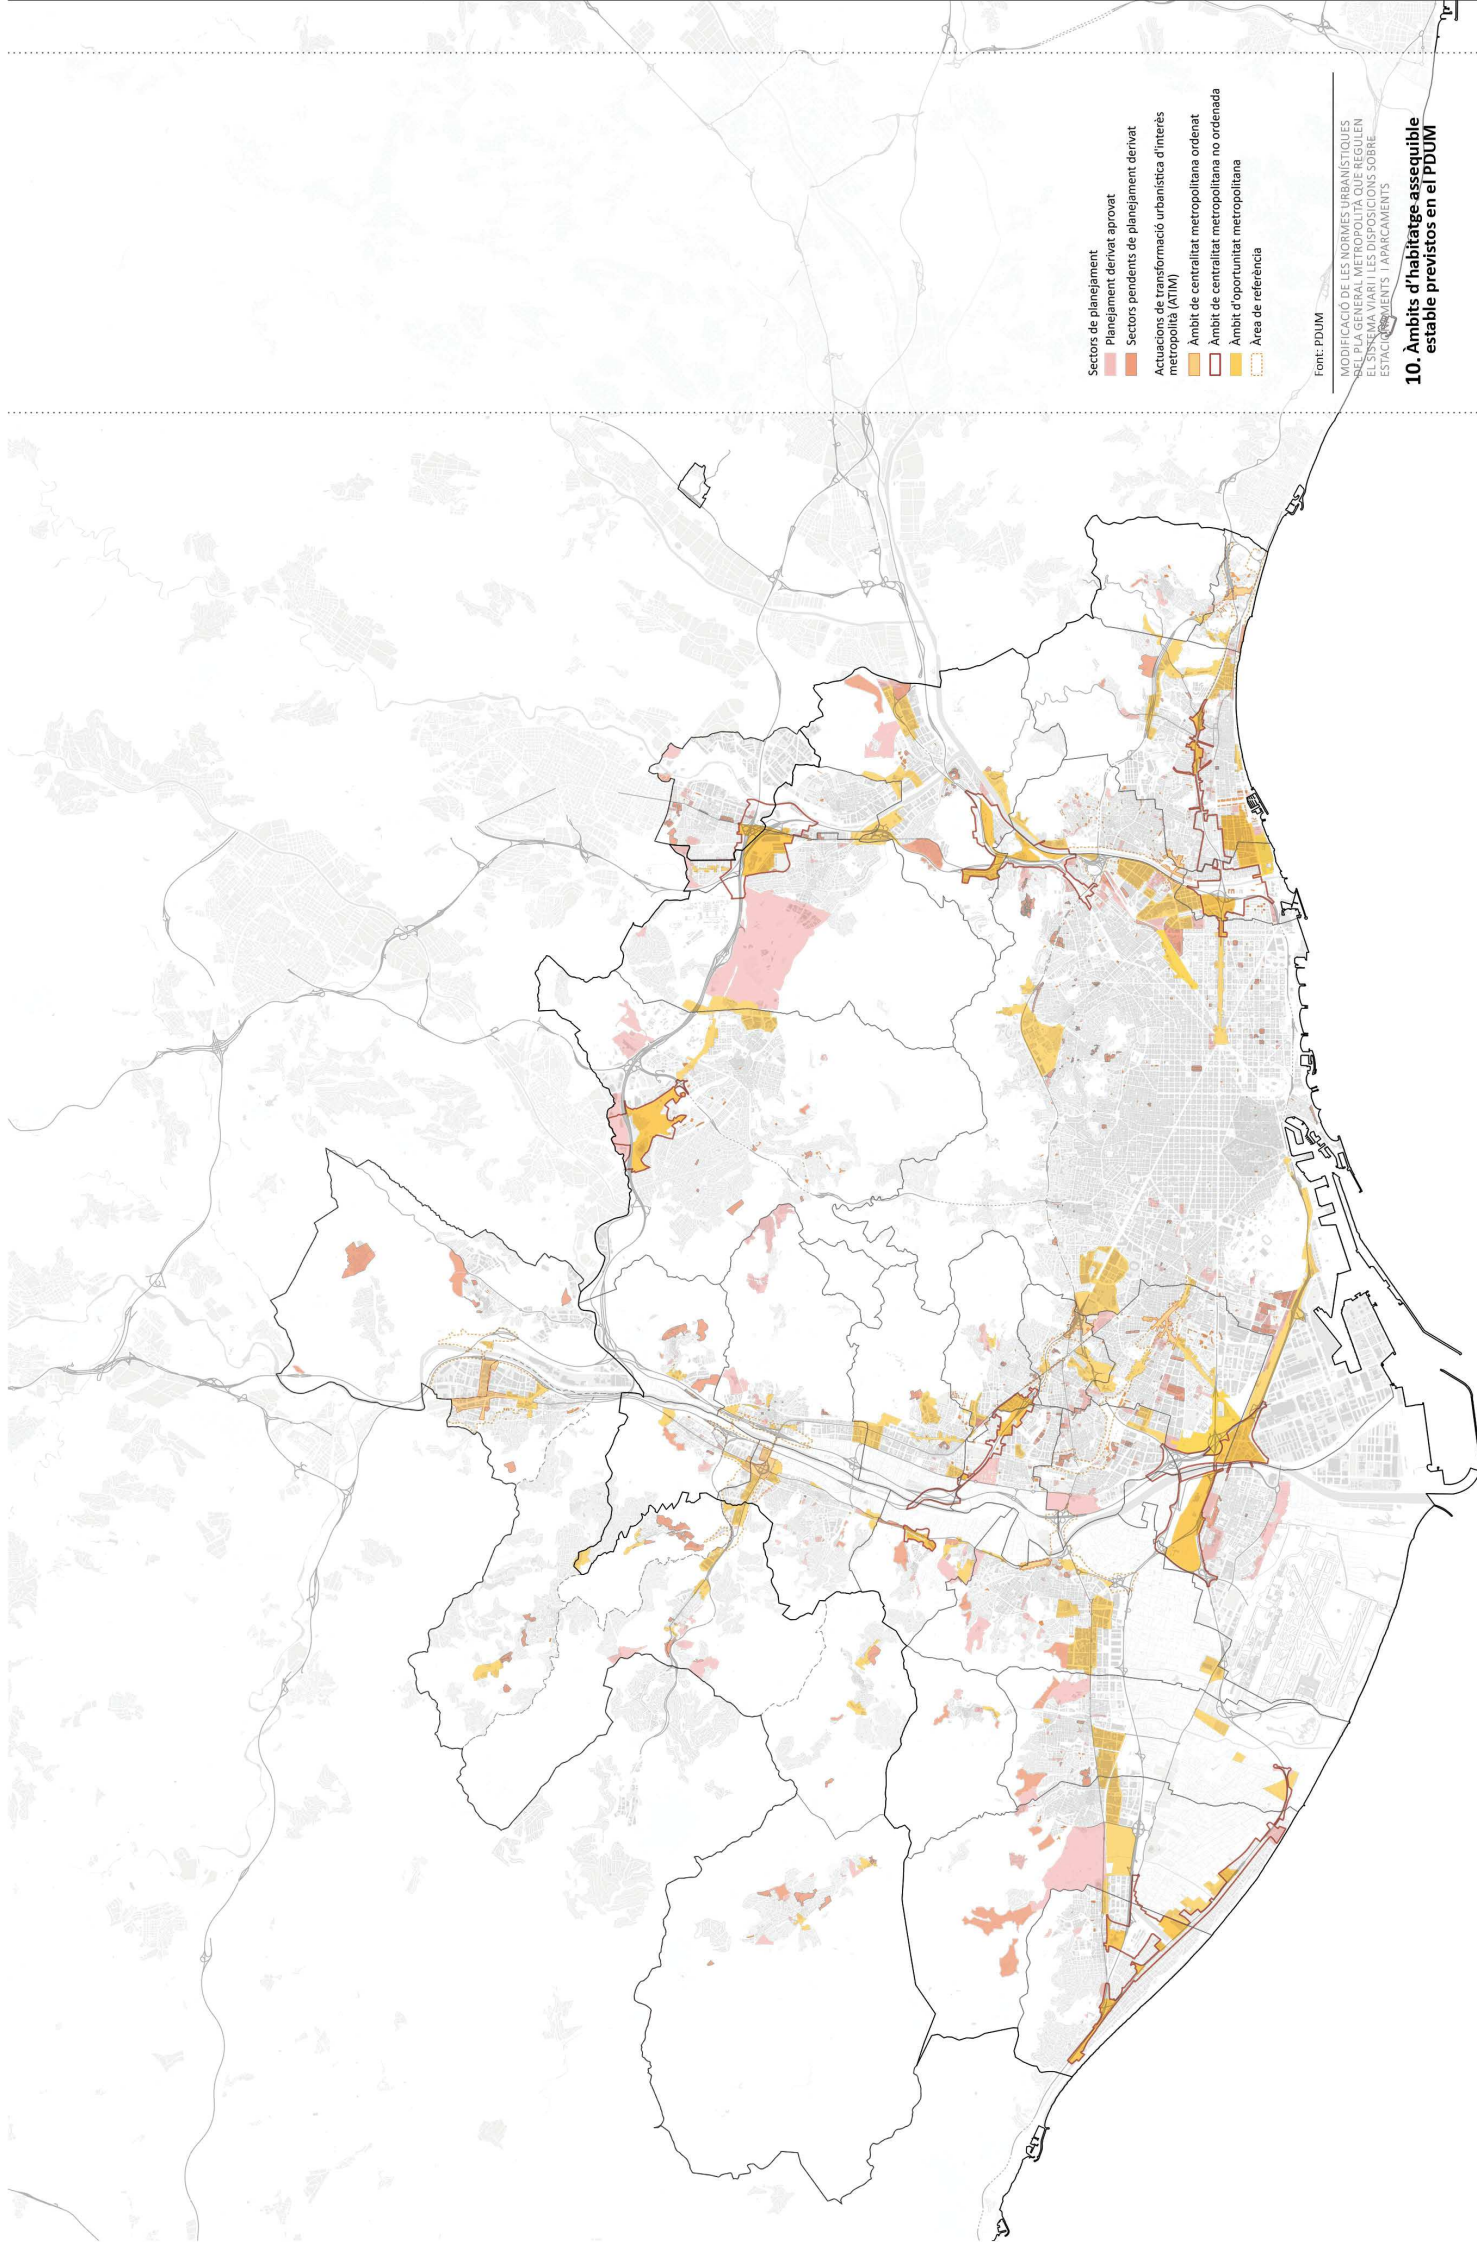 Sectors de planejament
Planejament derivat aprovat
Sectors pendents de planejament derivat
Actuacions de transformació urbanística d'interès
metropolità (ATIM)
Àmbit de centralitat metropolitana ordenat
Àmbit de centralitat metropolitana no ordenada
Àmbit d'oportunitat metropolitana
Àrea de referència
Font: PDUM
MODIFICACIÓ DE LES NORMES URBANÍSTIQUES
DEL PLA GENERAL METROPOLITÀ QUE REGULEN
EL SISTEMA VIARI I LES DISPOSICIONS SOBRE
ESTACIONAMENTS I APARCAMENTS
10. Àmbits d'habitatge assequible
estable previstos en el PDUM